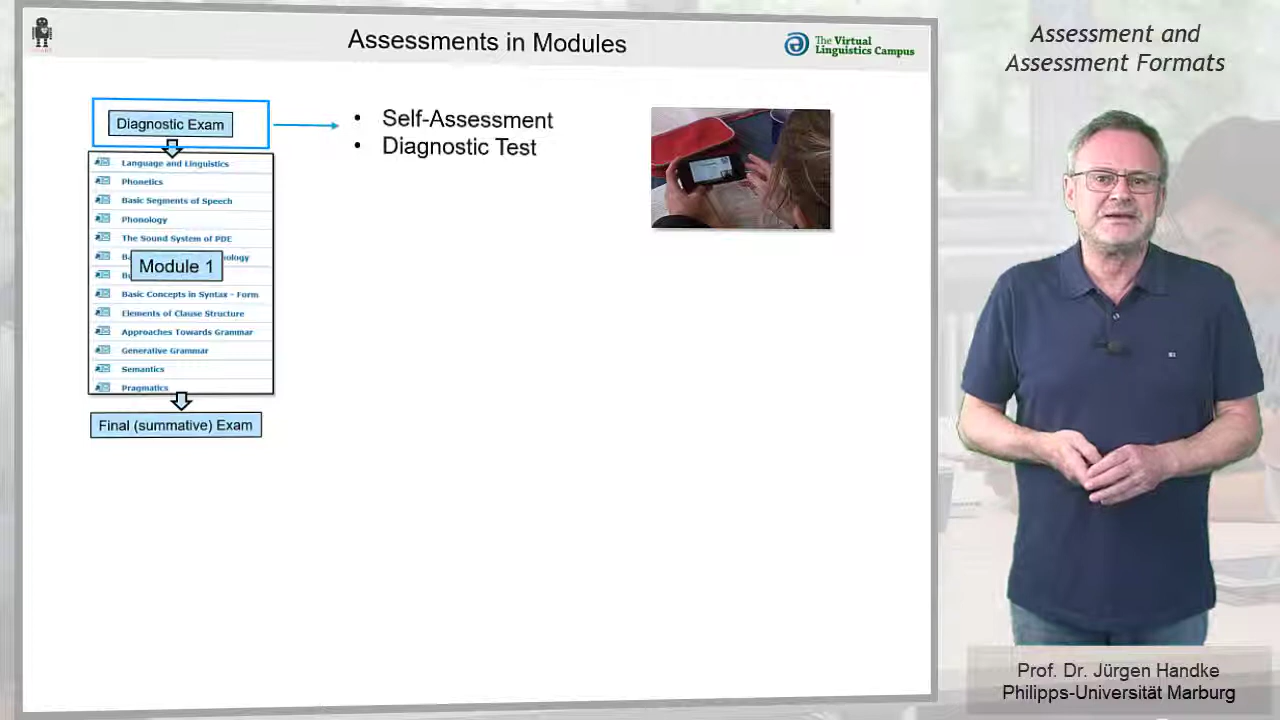 Assessments in Modules
The Virtual
Linguistics Campus
Assessment and
Assessment Formats
Diagnostic Exam
• Self-Assessment
• Diagnostic Test
Language and Linguistics
Phonetics
Basic Segments of Speech
Phonology
The Sound System of PDE
Module 1
Basic Concepts in Syntax - Form
Elements of Clause Structure
Approaches Towards Grammar
Generative Grammar
Semantics
Pragmatics
Final (summative) Exam
Prof. Dr. Jürgen Handke
Philipps-Universität Marburg